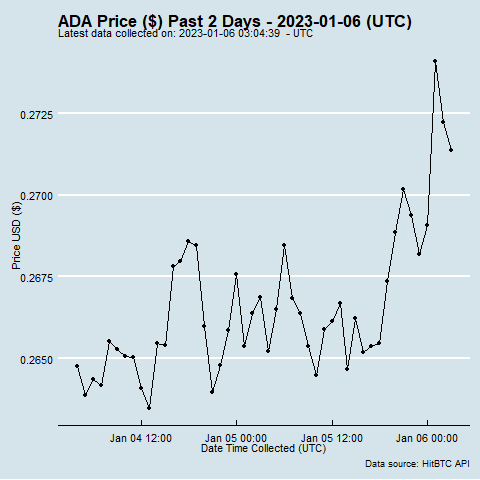 ADA Price ($) Past 2 Days - 2023-01-06 (UTC)
Latest data collected on: 2023-01-06 03:04:39 - UTC
0.2725
0.2700
0.2675
0.2650
Price USD ($)
Jan 04 12:00 Jan 05 00:00 Jan 05 12:00 Jan 06 00:00
Date Time Collected (UTC)
Data source: HitBTC API